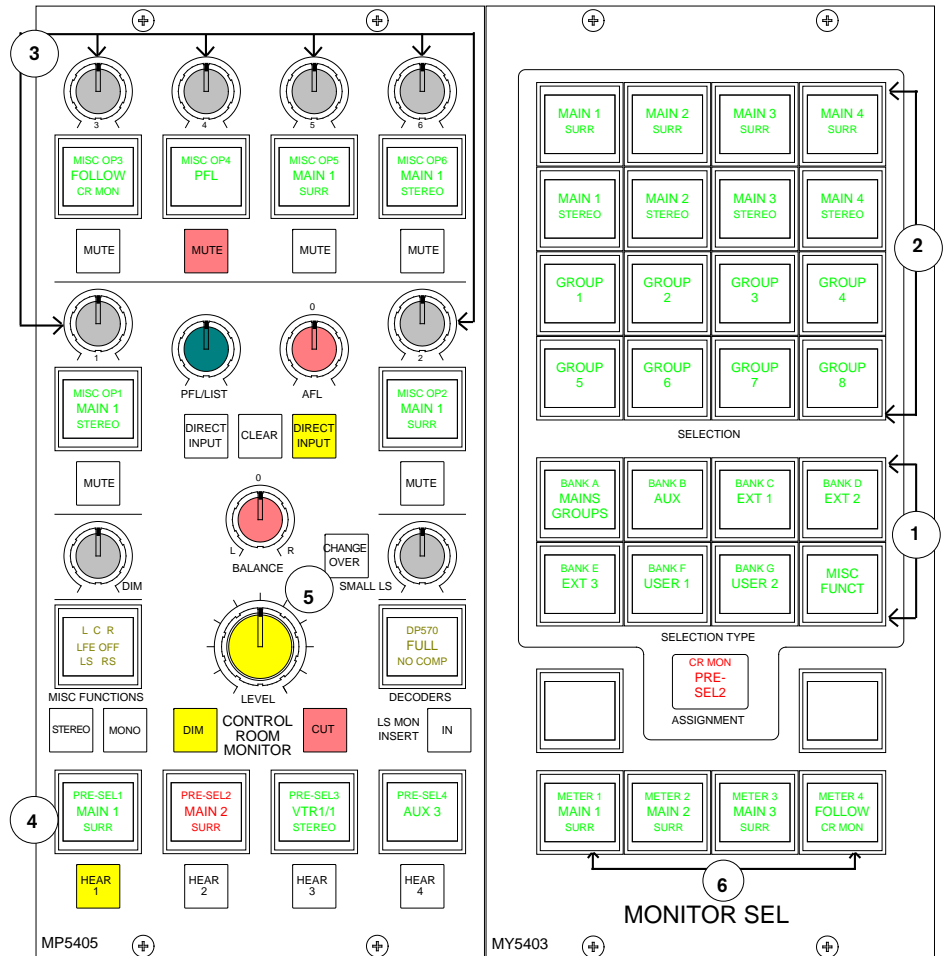 3
3
4
5
6
MISC OP3
FOLLOW
CR MON
MISC OP4
PFL
MISC OP5
MAIN 1
SURR
MISC OP6
MAIN 1
STEREO
MUTE
MUTE
MUTE
MUTE
1
0
2
PFL/LIST
AFL
MISC OP1
MAIN 1
STEREO
DIRECT
INPUT
CLEAR
DIRECT
INPUT
MISC OP2
MAIN 1
SURR
MUTE
MUTE
0
L
R
BALANCE
CHANGE
OVER
DIM
SMALL LS
5
L C R
LFE OFF
LS RS
DP570
FULL
NO COMP
MISC FUNCTIONS
LEVEL
DECODERS
STEREO
MONO
DIM
CONTROL
ROOM
MONITOR
CUT
LS MON
INSERT
IN
4
PRE-SEL1
MAIN 1
SURR
PRE-SEL2
MAIN 2
SURR
PRE-SEL3
VTR1/1
STEREO
PRE-SEL4
AUX 3
HEAR
1
HEAR
2
HEAR
3
HEAR
4
MP5405
MAIN 1
SURR
MAIN 2
SURR
MAIN 3
SURR
MAIN 4
SURR
MAIN 1
STEREO
MAIN 2
STEREO
MAIN 3
STEREO
MAIN 4
STEREO
2
GROUP
1
GROUP
2
GROUP
3
GROUP
4
GROUP
5
GROUP
6
GROUP
7
GROUP
8
SELECTION
BANK A
MAINS
GROUPS
BANK B
AUX
BANK C
EXT 1
BANK D
EXT 2
1
BANK E
EXT 3
BANK F
USER 1
BANK G
USER 2
MISC
FUNCT
SELECTION TYPE
CR MON
PRE-
SEL2
ASSIGNMENT
METER 1
MAIN 1
SURR
METER 2
MAIN 2
SURR
METER 3
MAIN 3
SURR
METER 4
FOLLOW
CR MON
6
MONITOR SEL
MY5403